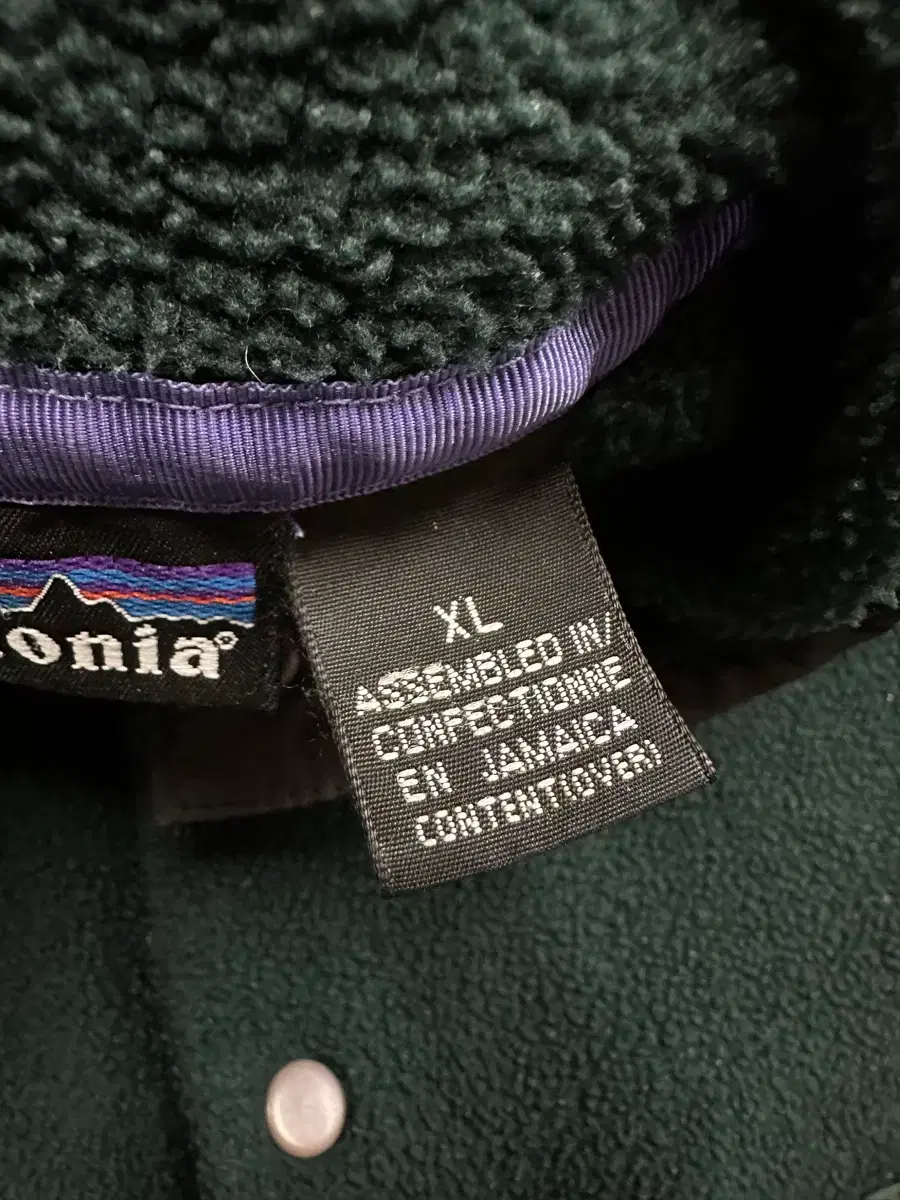 onia®
XL
ASSEMBLED IN/
CONFECTIONNE
EN JAMAICA
CONTENT(OVER)